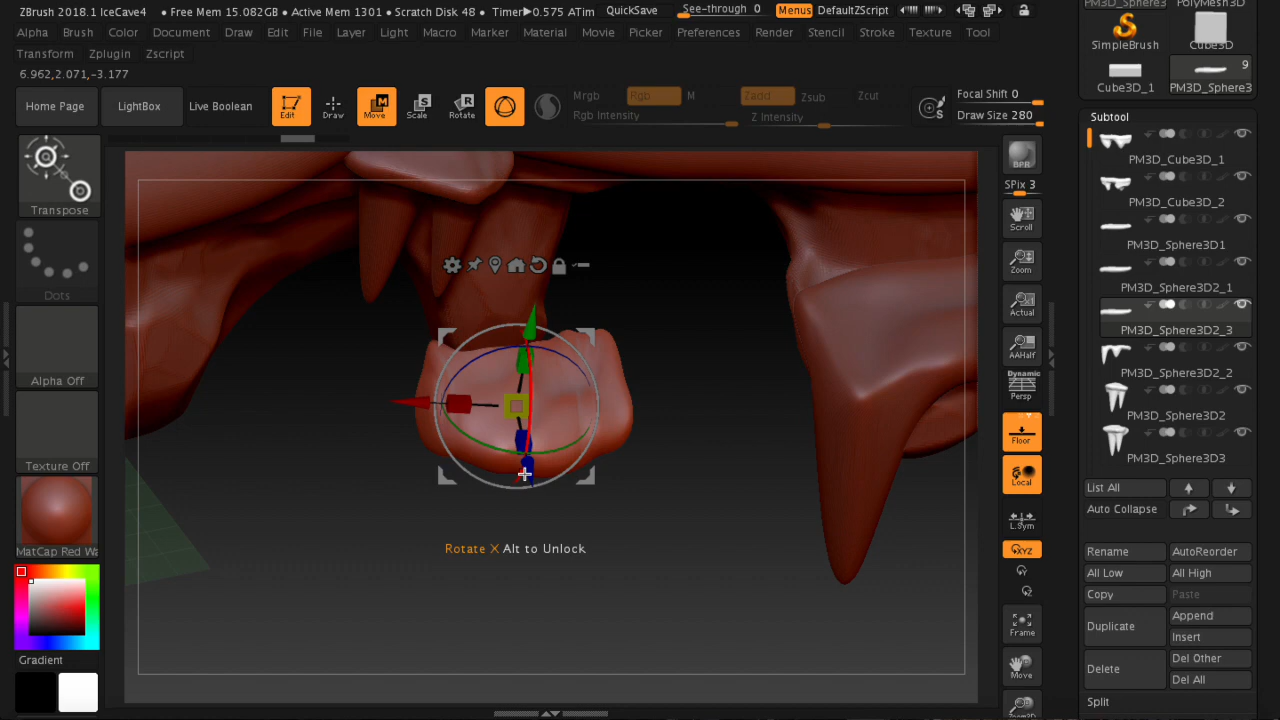 ZBrush 2018.1 IceCave4 • Free Mem 15.082GB • Active Mem 1301 • Scratch Disk 48 • Timer▶0.575 ATim QuickSave See-through 0 Menus DefaultZScript
Alpha Brush Color Document Draw Edit File Layer Light Macro Marker Material Movie Picker Preferences Render Stencil Stroke Texture Tool
Transform Zplugin Zscript
6.962,2.071,-3.177
Home Page LightBox Live Boolean Edit Draw Move Scale Rotate
Mrgb Rgb M Zadd Zsub Zcut
Rgb Intensity Z Intensity
Focal Shift 0
Draw Size 280
Transpose
Dots
Alpha Off
Texture Off
MatCap Red Wa
Gradient
Rotate X Alt to Unlock
BPR
SPix 3
Scroll
Zoom
Actual
AAHalf
Dynamic
Persp
Floor
Local
L.Sym
XYZ
Y
Z
Frame
Move
Zoom3D
PM3D_Sphere3 PolyMesh3D
SimpleBrush Cube3D
9
Cube3D_1 PM3D_Sphere3
Subtool
PM3D_Cube3D_1
PM3D_Cube3D_2
PM3D_Sphere3D1
PM3D_Sphere3D2_1
PM3D_Sphere3D2_3
PM3D_Sphere3D2_2
PM3D_Sphere3D2
PM3D_Sphere3D3
List All
Auto Collapse
Rename AutoReorder
All Low All High
Copy Paste
Duplicate Append
Insert
Delete Del Other
Del All
Split